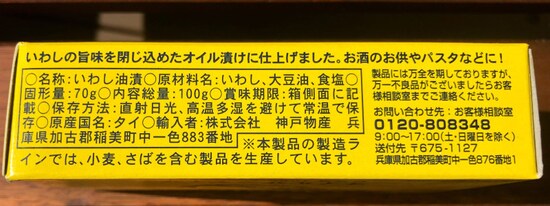 いわしの旨味を閉じ込めたオイル漬けに仕上げました。お酒のお供やパスタなどに!
○名称:いわし油漬○原材料名:いわし、大豆油、食塩○
固形量:70g○内容総量:100g○賞味期限:箱側面に記
載○保存方法:直射日光、高温多湿を避けて常温で保
存○原産国名:タイ○輸入者:株式会社 神戸物産 兵
庫県加古郡稲美町中一色883番地
※本製品の製造ラ
インでは、小麦、さばを含む製品を生産しています。
製品には万全を期しておりますが、
万一不良品がございましたらお客
様相談室までご連絡ください。
お問い合わせ先:お客様相談室
0120-808348
9:00~17:00(土・日曜日を除く)
送付先 〒675-1127
兵庫県加古郡稲美町中一色876番地1